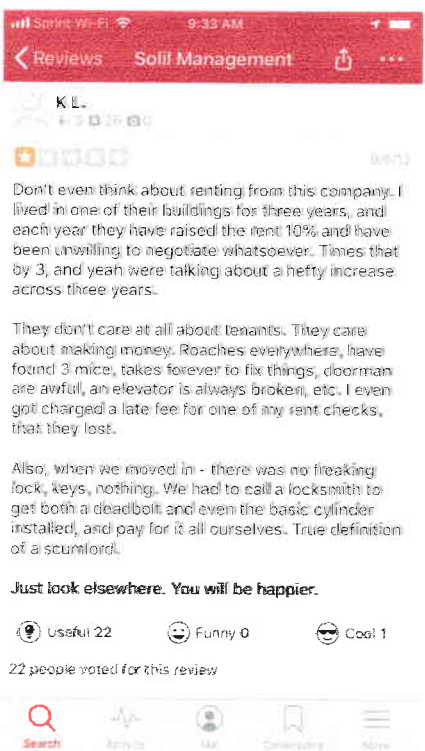 Sprint Wi-Fi 9:33 AM
Reviews Solil Management
K L.
3 26 0
Don't even think about renting from this company. I
lived in one of their buildings for three years, and
each year they have raised the rent 10% and have
been unwilling to negotiate whatsoever. Times that
by 3, and yeah were talking about a hefty increase
across three years.
They don't care at all about tenants. They care
about making money. Roaches everywhere, have
found 3 mice, takes forever to fix things, doorman
are awful, an elevator is always broken, etc. I even
got charged a late fee for one of my rent checks,
that they lost.
Also, when we moved in - there was no freaking
lock, keys, nothing. We had to call a locksmith to
get both a deadbolt and even the basic cylinder
installed, and pay for it all ourselves. True definition
of a scumlord.
Just look elsewhere. You will be happier.
Useful 22 Funny 0 Cool 1
22 people voted for this review
Search Activity Me Collections More